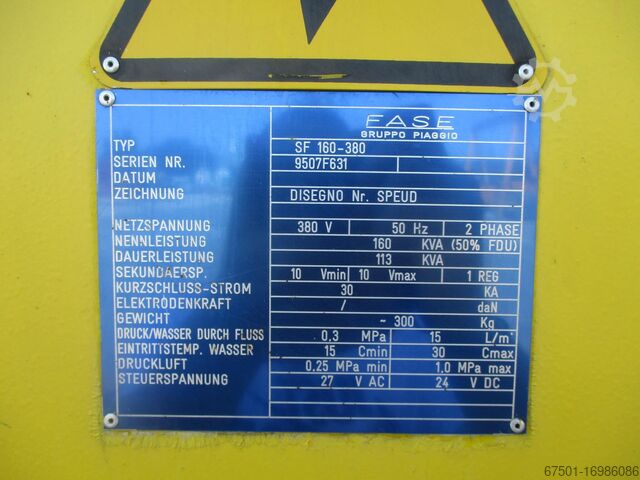 FASE
GRUPPO PIAGGIO
TYP SF 160-380
SERIEN NR. 9507F631
DATUM
ZEICHNUNG DISEGNO Nr. SPEUD
NETZSPANNUNG 380 V 50 Hz 2 PHASE
NENNLEISTUNG 160 KVA (50% FDU)
DAUERLEISTUNG 113 KVA
SEKUNDAERSP. 10 Vmin 10 Vmax 1 REG
KURZSCHLUSS-STROM 30 KA
ELEKTRODENKRAFT / daN
GEWICHT ~ 300 Kg
DRUCK/WASSER DURCH FLUSS 0.3 MPa 15 L/m'
EINTRITTSTEMP. WASSER 15 Cmin 30 Cmax
DRUCKLUFT 0.25 MPa min 1.0 MPa max
STEUERSPANNUNG 27 V AC 24 V DC
67501-16986086